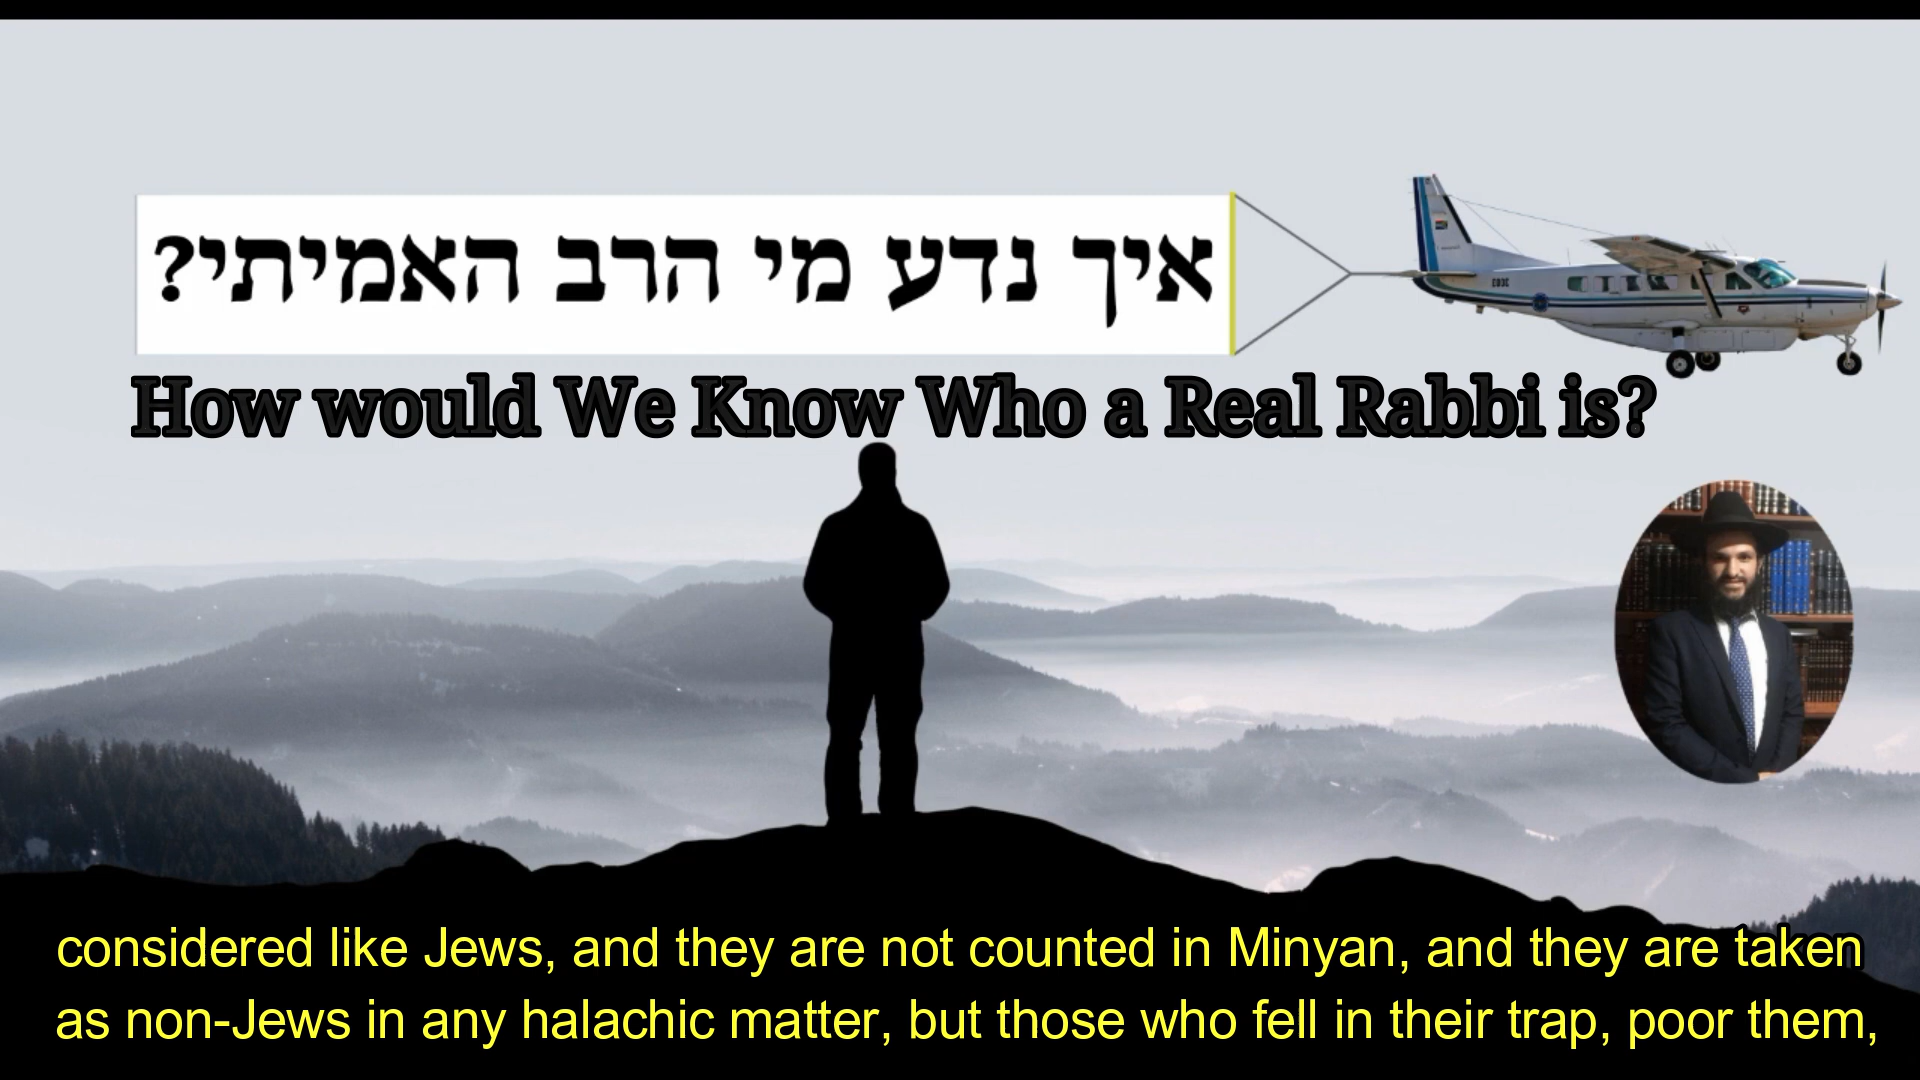 איך נדע מי הרב האמיתי?
How would We Know Who a Real Rabbi is?
considered like Jews, and they are not counted in Minyan, and they are taken
as non-Jews in any halachic matter, but those who fell in their trap, poor them,